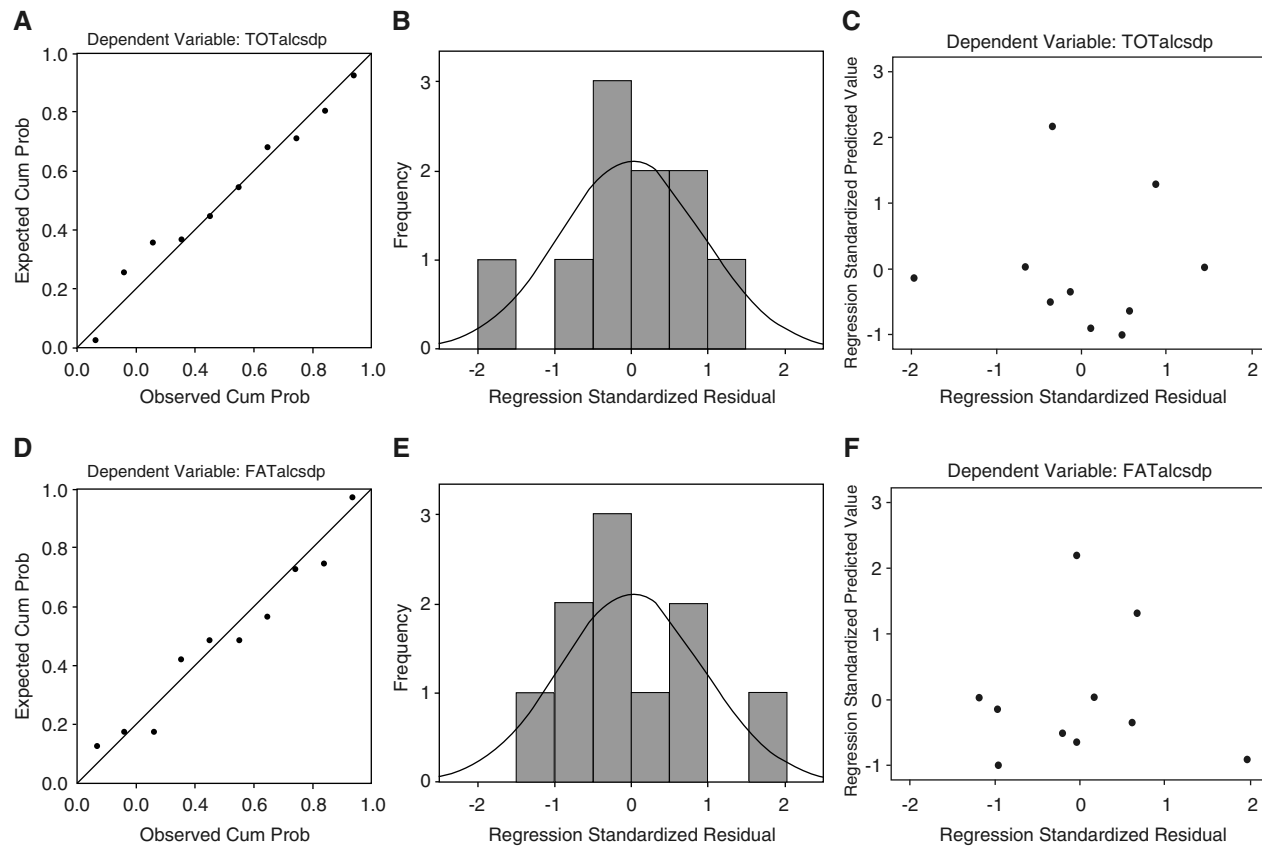 A
Dependent Variable: TOTalcsdp
1.0
0.8
0.6
0.4
0.2
0.0
Expected Cum Prob
0.0 0.0 0.4 0.6 0.8 1.0
Observed Cum Prob
B
3
2
1
0
Frequency
-2 -1 0 1 2
Regression Standardized Residual
C
Dependent Variable: TOTalcsdp
3
2
1
0
-1
Regression Standardized Predicted Value
-2 -1 0 1 2
Regression Standardized Residual
D
Dependent Variable: FATalcsdp
1.0
0.8
0.6
0.4
0.2
0.0
Expected Cum Prob
0.0 0.0 0.4 0.6 0.8 1.0
Observed Cum Prob
E
3
2
1
0
Frequency
-2 -1 0 1 2
Regression Standardized Residual
F
Dependent Variable: FATalcsdp
3
2
1
0
-1
Regression Standardized Predicted Value
-2 -1 0 1 2
Regression Standardized Residual